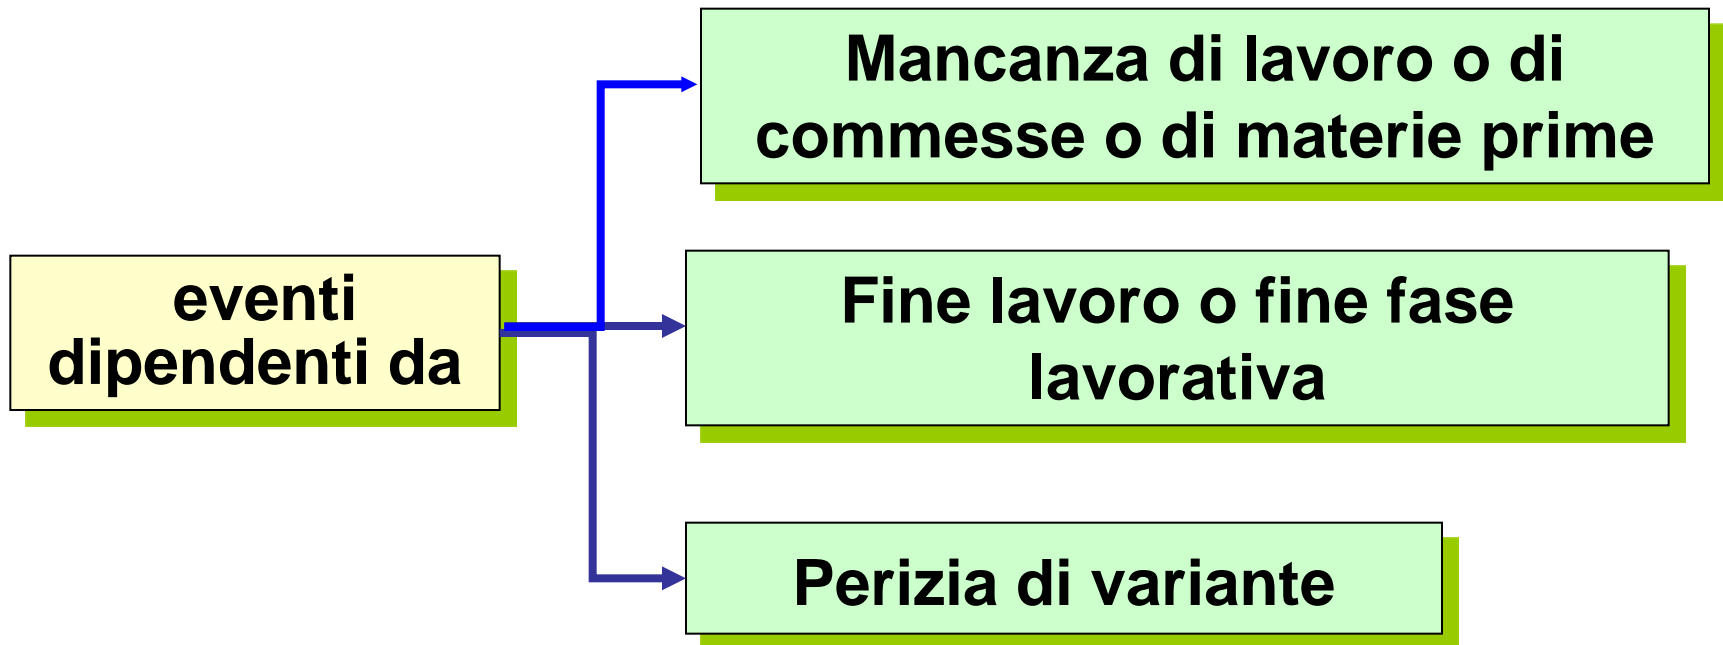 eventi
dipendenti da
Mancanza di lavoro o di
commesse o di materie prime
Fine lavoro o fine fase
lavorativa
Perizia di variante